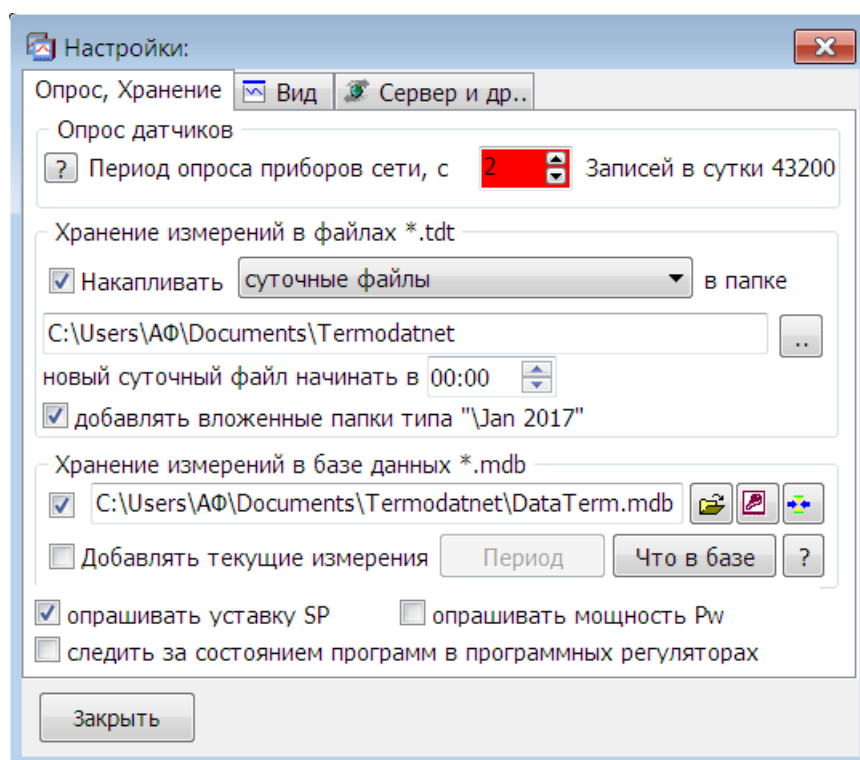 Настройки:
Опрос, Хранение Вид Сервер и др..
Опрос датчиков
? Период опроса приборов сети, с 2 Записей в сутки 43200
Хранение измерений в файлах *.tdt
Накапливать суточные файлы в папке
C:\Users\АФ\Documents\Termodatnet ..
новый суточный файл начинать в 00:00
добавлять вложенные папки типа "\Jan 2017"
Хранение измерений в базе данных *.mdb
C:\Users\АФ\Documents\Termodatnet\DataTerm.mdb
Добавлять текущие измерения Период Что в базе ?
опрашивать уставку SP опрашивать мощность Pw
следить за состоянием программ в программных регуляторах
Закрыть